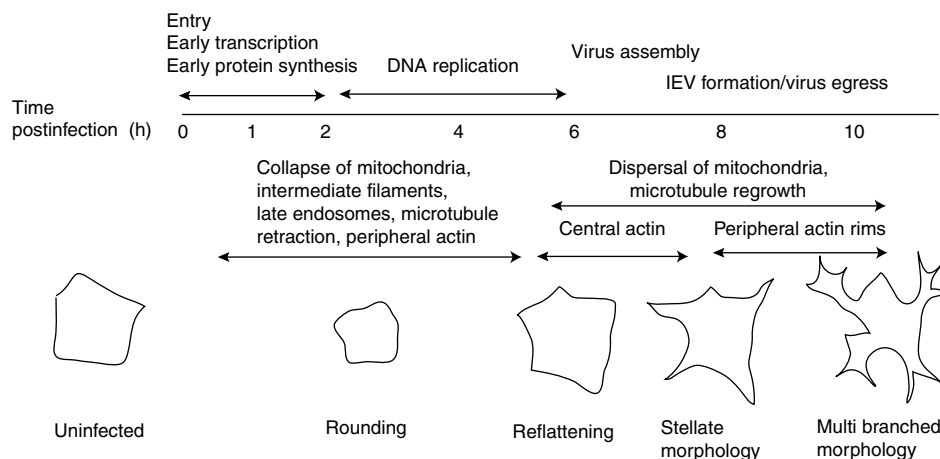 Entry
Early transcription
Early protein synthesis
DNA replication
Virus assembly
IEV formation/virus egress
Time
postinfection (h)
0 1 2 4 6 8 10
Collapse of mitochondria,
intermediate filaments,
late endosomes, microtubule
retraction, peripheral actin
Dispersal of mitochondria,
microtubule regrowth
Central actin
Peripheral actin rims
Uninfected
Rounding
Reflattening
Stellate
morphology
Multi branched
morphology